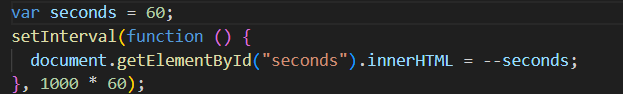 var seconds = 60;
setInterval(function () {
  document.getElementById("seconds").innerHTML = --seconds;
}, 1000 * 60);